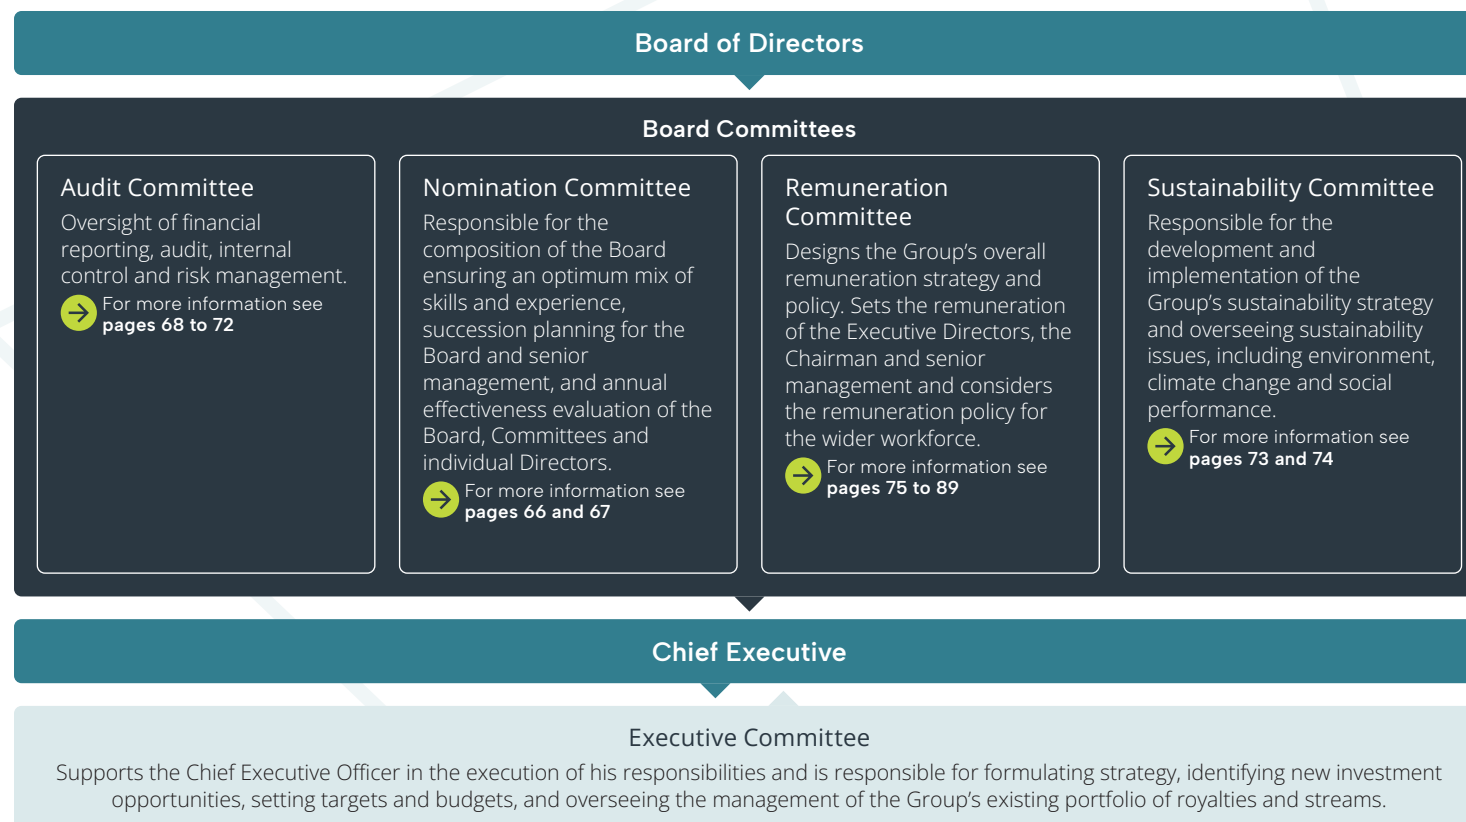 Board of Directors
Board Committees
Audit Committee
Oversight of financial
reporting, audit, internal
control and risk management.
For more information see
pages 68 to 72
Nomination Committee
Responsible for the
composition of the Board
ensuring an optimum mix of
skills and experience,
succession planning for the
Board and senior
management, and annual
effectiveness evaluation of the
Board, Committees and
individual Directors.
For more information see
pages 66 and 67
Remuneration
Committee
Designs the Group’s overall
remuneration strategy and
policy. Sets the remuneration
of the Executive Directors, the
Chairman and senior
management and considers
the remuneration policy for
the wider workforce.
For more information see
pages 75 to 89
Sustainability Committee
Responsible for the
development and
implementation of the
Group’s sustainability strategy
and overseeing sustainability
issues, including environment,
climate change and social
performance.
For more information see
pages 73 and 74
Chief Executive
Executive Committee
Supports the Chief Executive Officer in the execution of his responsibilities and is responsible for formulating strategy, identifying new investment
opportunities, setting targets and budgets, and overseeing the management of the Group’s existing portfolio of royalties and streams.